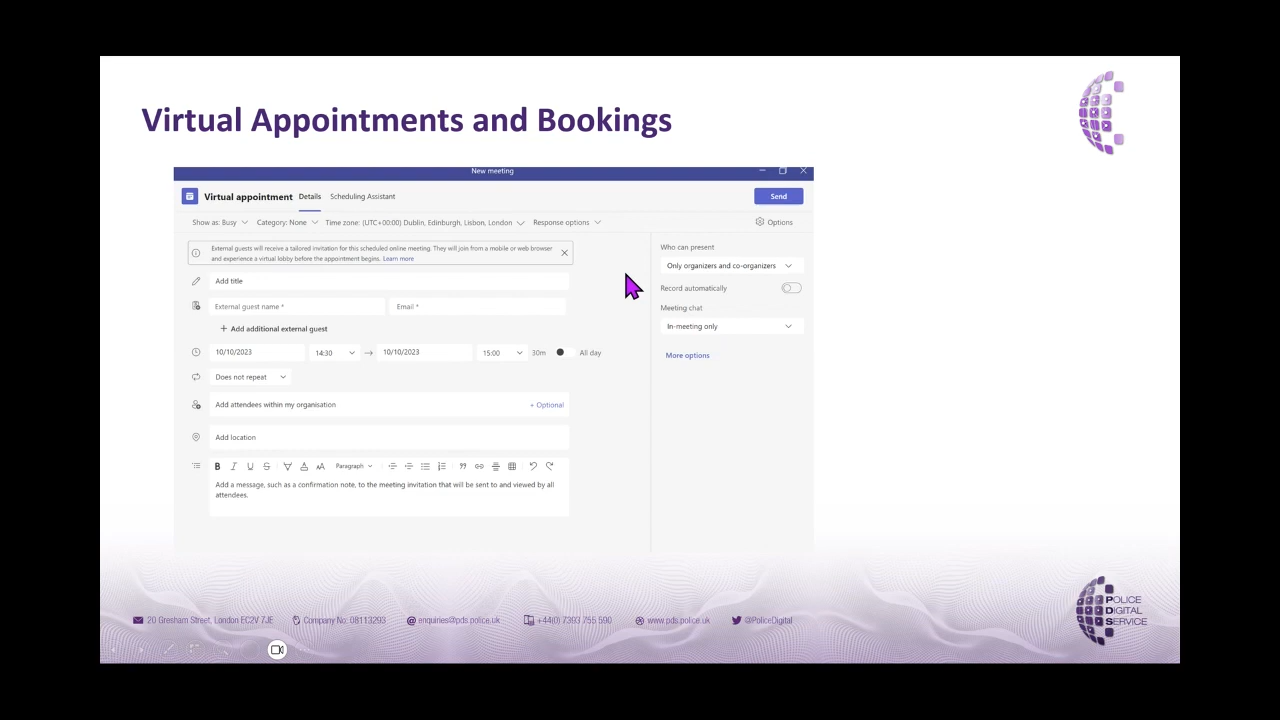 Virtual Appointments and Bookings
New meeting
Virtual appointment Details Scheduling Assistant Send
Show as: Busy Category: None Time zone: (UTC+00:00) Dublin, Edinburgh, Lisbon, London Response options Options
External guests will receive a tailored invitation for this scheduled online meeting. They will join from a mobile or web browser
and experience a virtual lobby before the appointment begins. Learn more
Who can present
Only organizers and co-organizers
Add title
Record automatically
External guest name * Email *
Meeting chat
In-meeting only
+ Add additional external guest
10/10/2023 14:30 → 10/10/2023 15:00 30m All day
More options
Does not repeat
Add attendees within my organisation + Optional
Add location
B I U S AA Paragraph
Add a message, such as a confirmation note, to the meeting invitation that will be sent to and viewed by all
attendees.
20 Gresham Street, London EC2V 7JE Company No: 08113293 enquiries@pds.police.uk +44(0) 7393 755 590 www.pds.police.uk @PoliceDigital
POLICE
DIGITAL
SERVICE